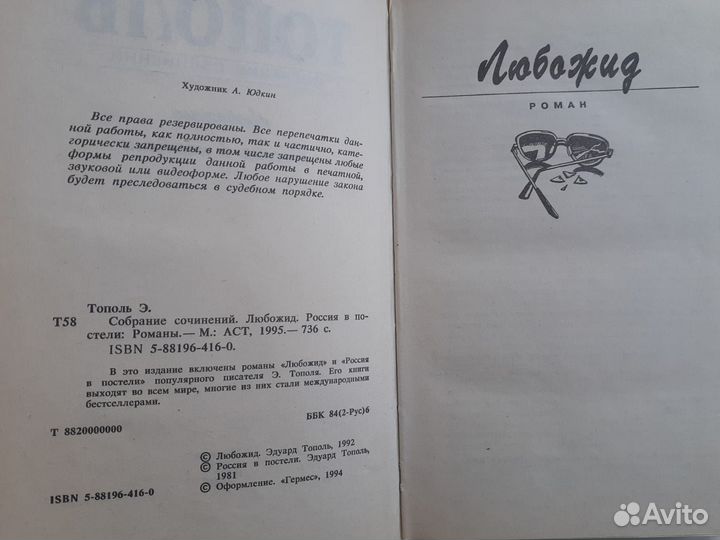 Художник А. Юдкин
Все права резервированы. Все перепечатки дан-
ной работы, как полностью, так и частично, кате-
горически запрещены, в том числе запрещены любые
формы репродукции данной работы в печатной,
звуковой или видеоформе. Любое нарушение закона
будет преследоваться в судебном порядке.
Тополь Э.
Т58 Собрание сочинений. Любожид. Россия в по-
стели: Романы.— М.: АСТ, 1995.— 736 с.
ISBN 5-88196-416-0.
В это издание включены романы «Любожид» и «Россия
в постели» популярного писателя Э. Тополя. Его книги
выходят во всем мире, многие из них стали международными
бестселлерами.
ББК 84(2-Рус)6
Т 8820000000
© Любожид. Эдуард Тополь, 1992
© Россия в постели. Эдуард Тополь,
1981
© Оформление. «Гермес», 1994
ISBN 5-88196-416-0
Любожид
РОМАН
Avito